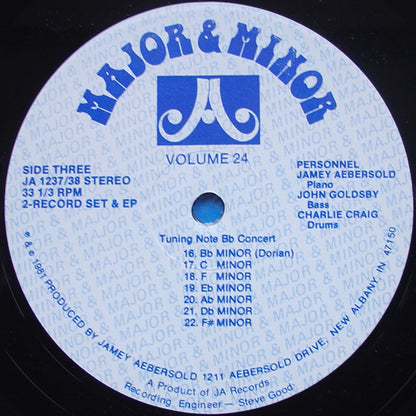 MAJOR & MINOR
VOLUME 24
SIDE THREE
JA 1237/38 STEREO
33 1/3 RPM
2-RECORD SET & EP
PERSONNEL
JAMEY AEBERSOLD
Piano
JOHN GOLDSBY
Bass
CHARLIE CRAIG
Drums
Tuning Note Bb Concert
16. Bb MINOR (Dorian)
17. C MINOR
18. F MINOR
19. Eb MINOR
20. Ab MINOR
21. Db MINOR
22. F# MINOR
℗ & © 1981 PRODUCED BY JAMEY AEBERSOLD 1211 AEBERSOLD DRIVE, NEW ALBANY, IN. 47150
A Product of JA Records
Recording Engineer — Steve Good